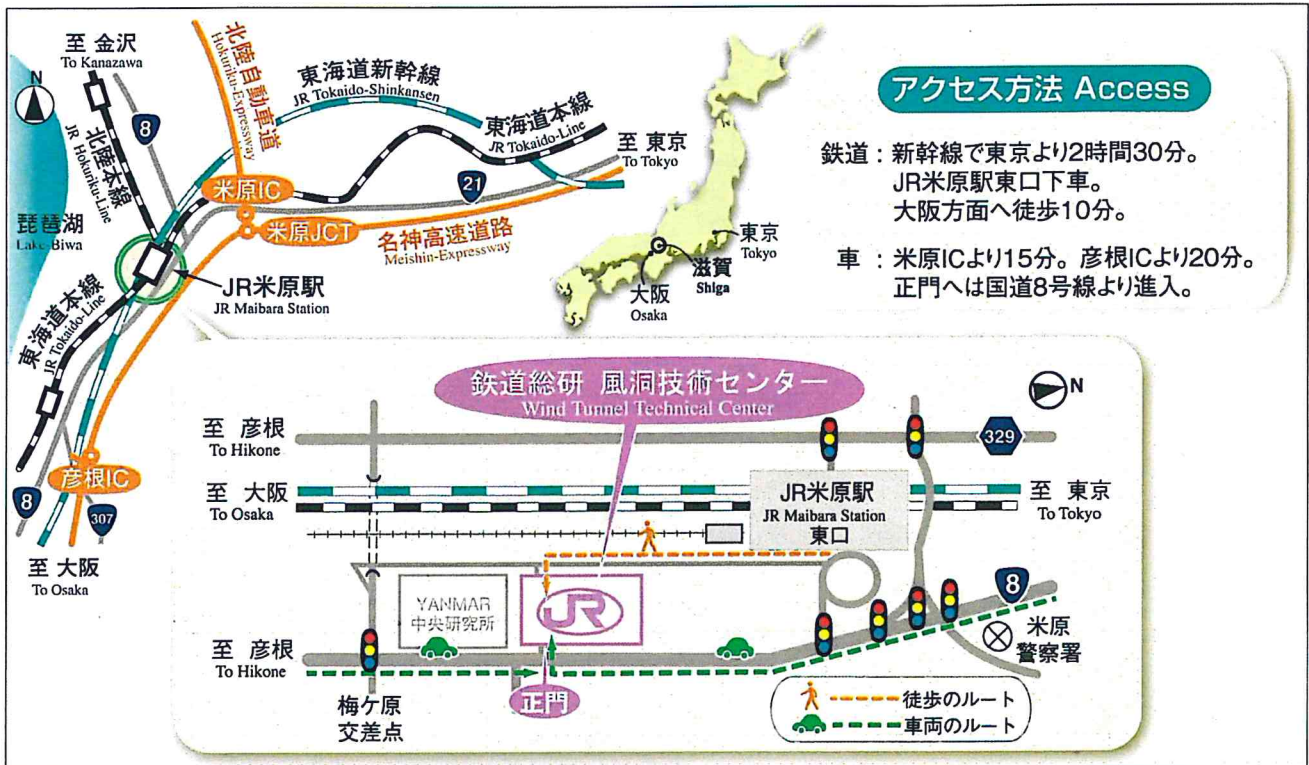 至 金沢
To Kanazawa
N
8
北陸自動車道
Hokuriku-Expressway
東海道新幹線
JR Tokaido-Shinkansen
東海道本線
JR Tokaido-Line
至 東京
To Tokyo
北陸本線
JR Hokuriku-Line
米原IC
21
米原JCT
名神高速道路
Meishin-Expressway
琵琶湖
Lake-Biwa
JR米原駅
JR Maibara Station
東海道本線
JR Tokaido-Line
彦根IC
8
307
至 大阪
To Osaka
東京
Tokyo
滋賀
Shiga
大阪
Osaka
アクセス方法 Access
鉄道：新幹線で東京より2時間30分。
JR米原駅東口下車。
大阪方面へ徒歩10分。
車 ：米原ICより15分。彦根ICより20分。
正門へは国道8号線より進入。
鉄道総研 風洞技術センター
Wind Tunnel Technical Center
N
至 彦根
To Hikone
329
至 大阪
To Osaka
JR米原駅
JR Maibara Station
東口
至 東京
To Tokyo
YANMAR
中央研究所
JR
8
至 彦根
To Hikone
米原
警察署
正門
梅ケ原
交差点
徒歩のルート
車両のルート